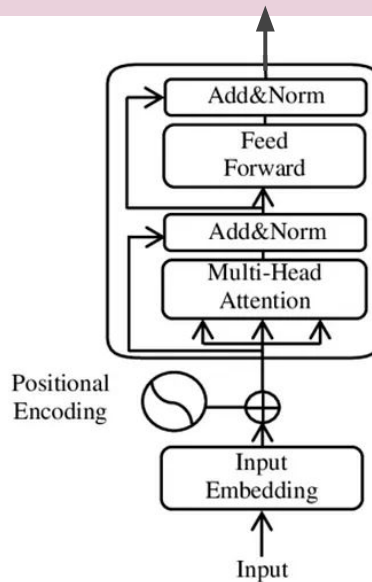 Add&Norm
Feed
Forward
Add&Norm
Multi-Head
Attention
Positional
Encoding
Input
Embedding
Input